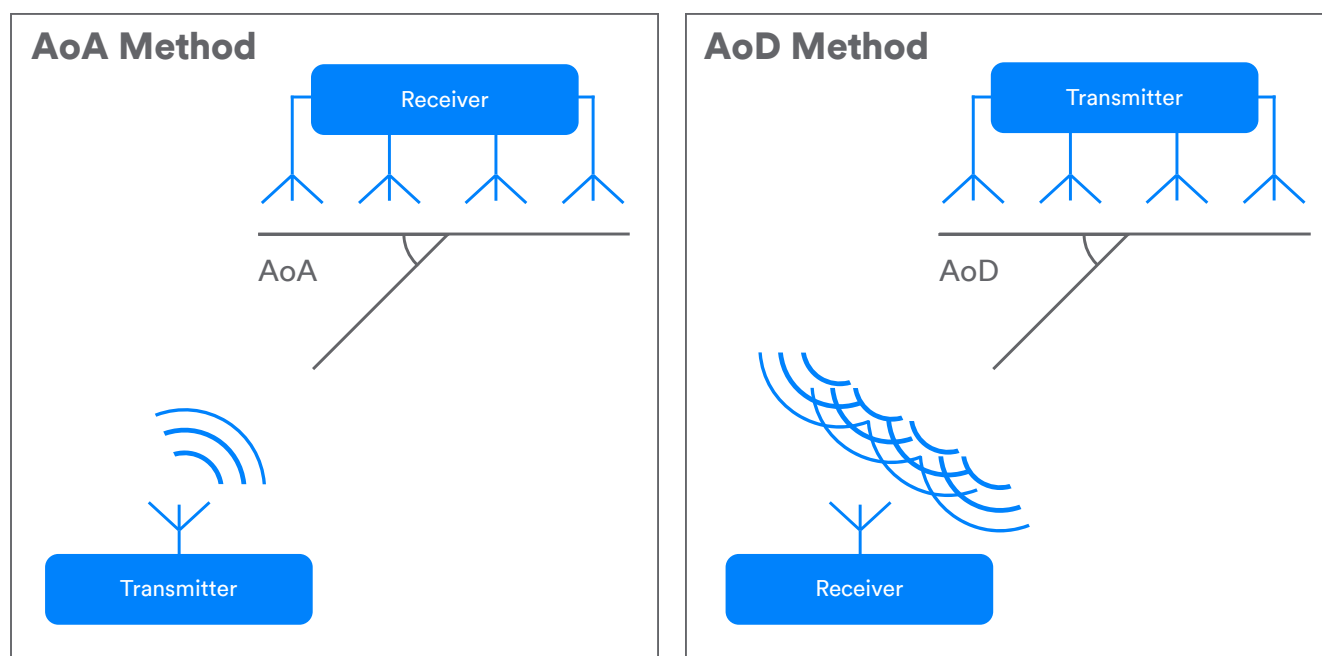 AoA Method
Receiver
AoA
Transmitter
AoD Method
Transmitter
AoD
Receiver